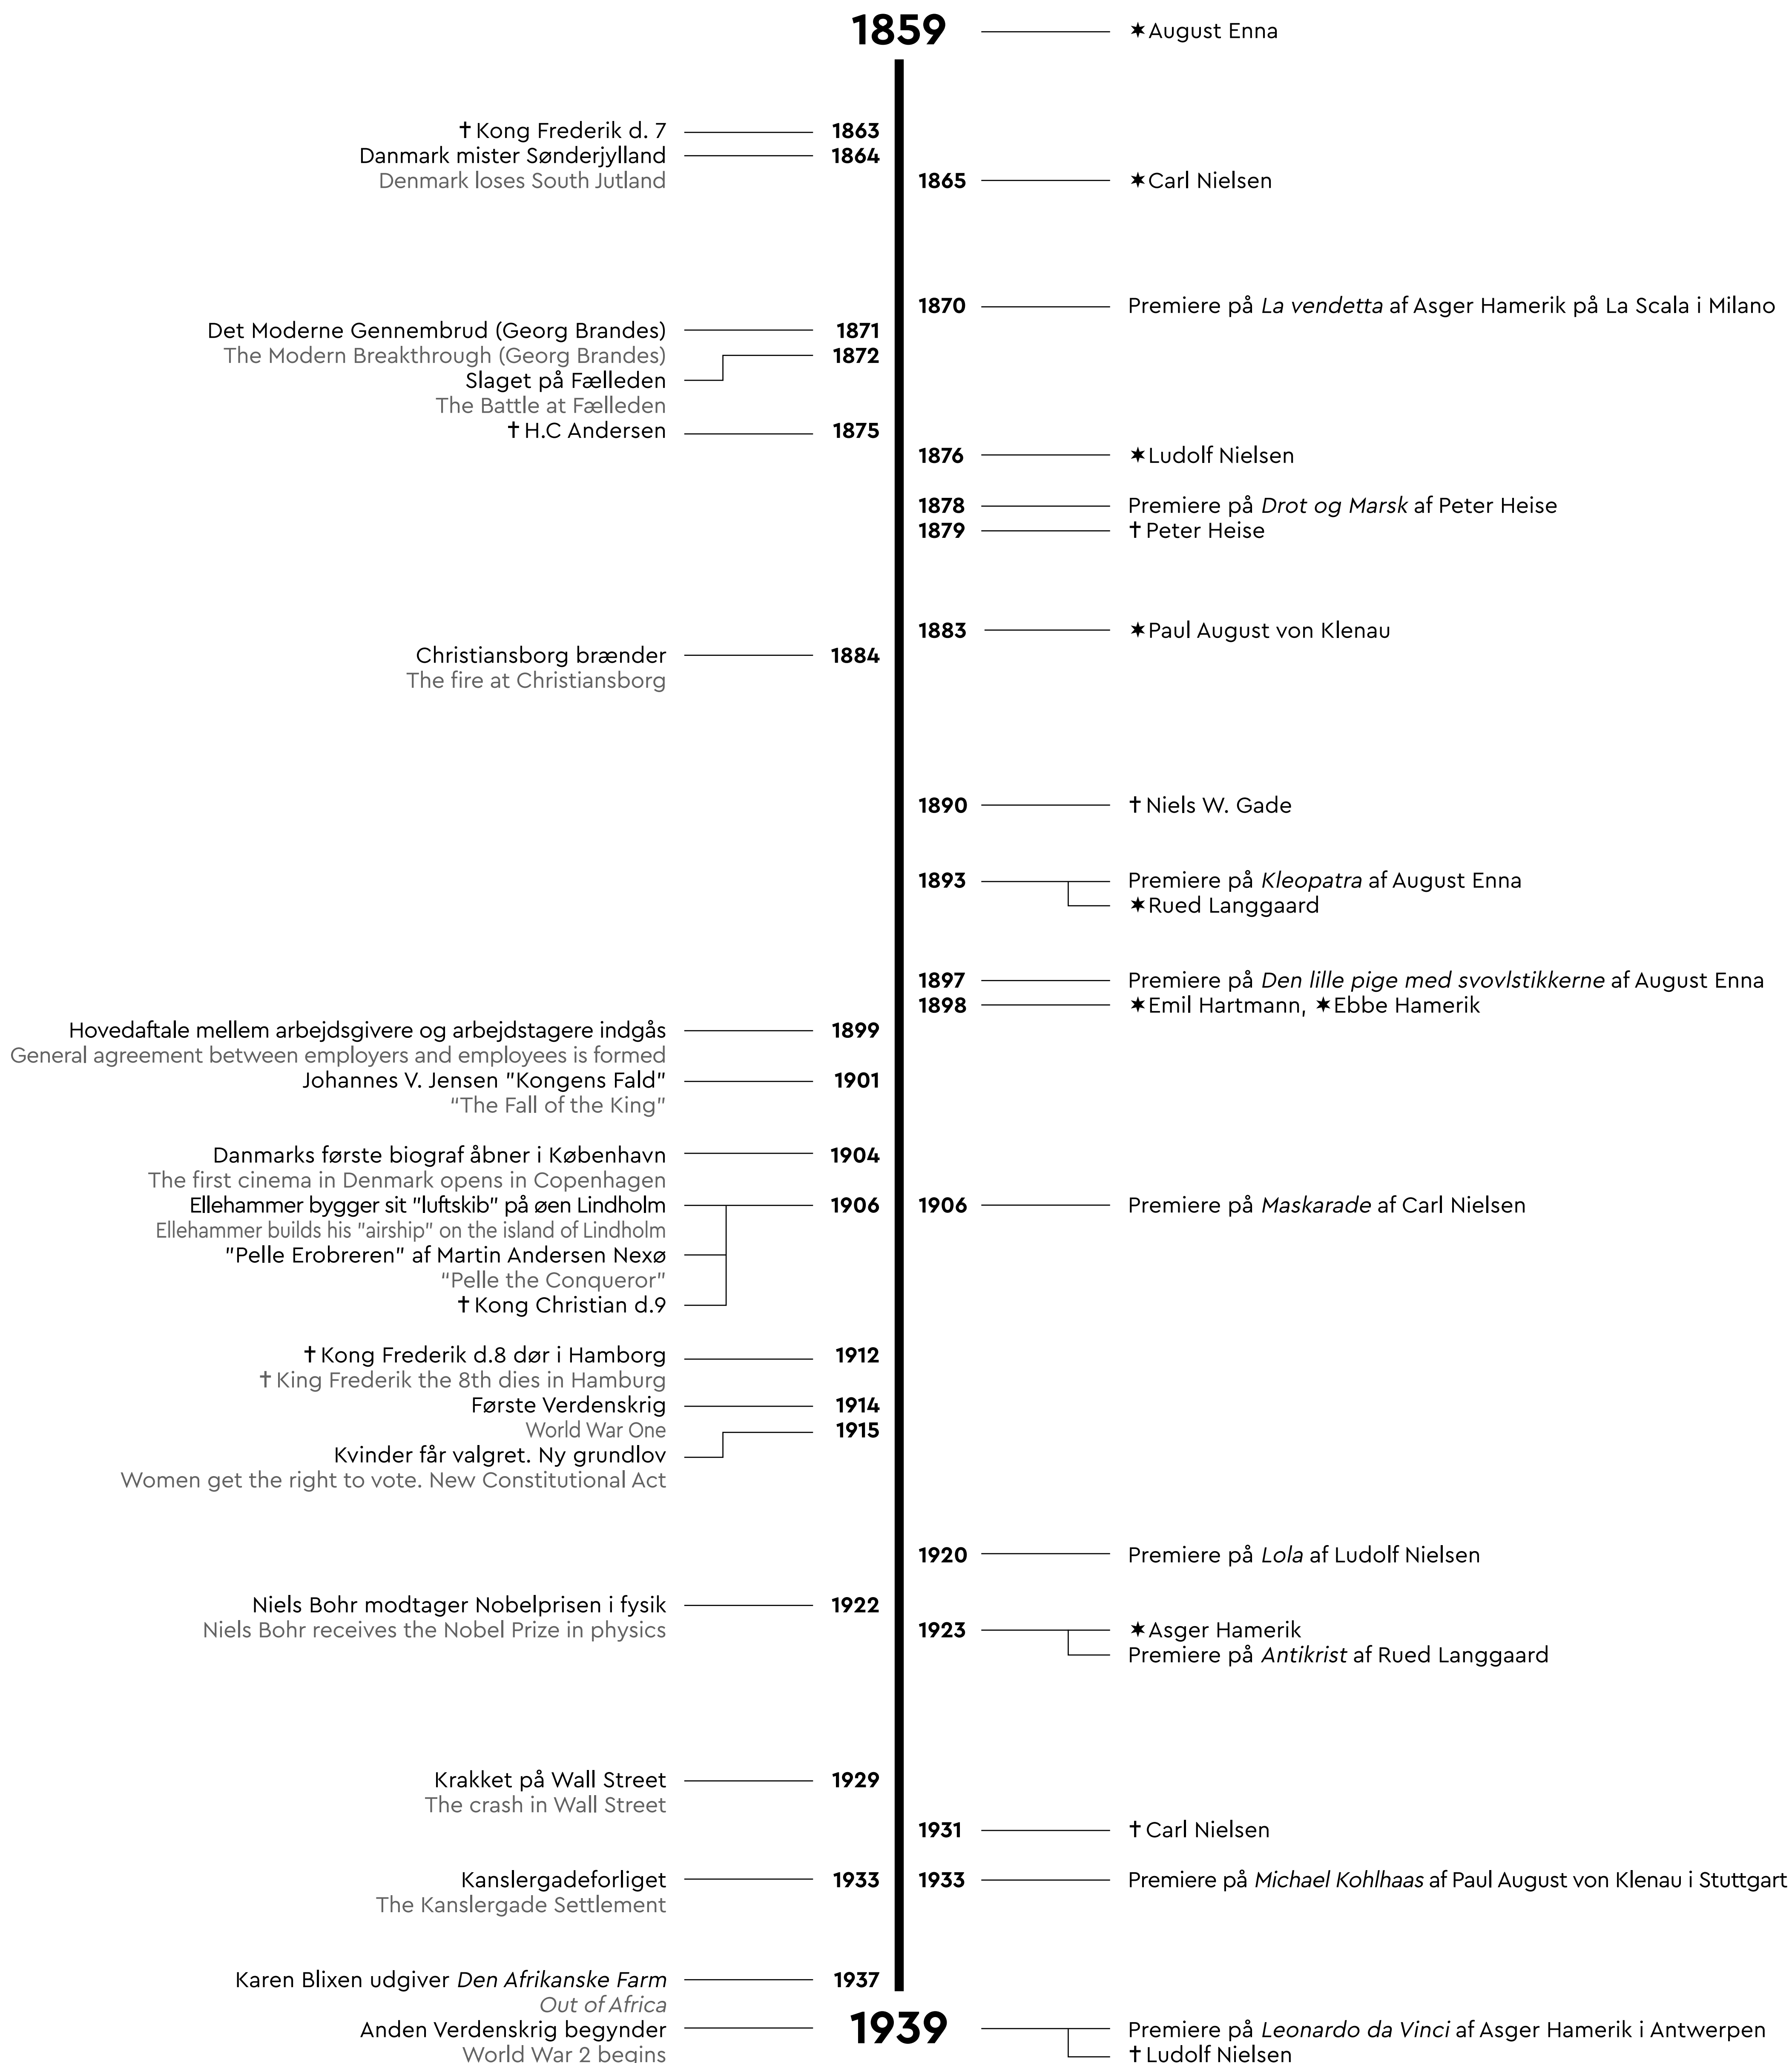 1859 ✶August Enna
✝Kong Frederik d. 7 1863
Danmark mister Sønderjylland 1864
Denmark loses South Jutland
1865 ✶Carl Nielsen
1870 Premiere på La vendetta af Asger Hamerik på La Scala i Milano
Det Moderne Gennembrud (Georg Brandes) 1871
The Modern Breakthrough (Georg Brandes) 1872
Slaget på Fælleden
The Battle at Fælleden
✝H.C Andersen 1875
1876 ✶Ludolf Nielsen
1878 Premiere på Drot og Marsk af Peter Heise
1879 ✝Peter Heise
1883 ✶Paul August von Klenau
Christiansborg brænder 1884
The fire at Christiansborg
1890 ✝Niels W. Gade
1893 Premiere på Kleopatra af August Enna
✶Rued Langgaard
1897 Premiere på Den lille pige med svovlstikkerne af August Enna
1898 ✶Emil Hartmann, ✶Ebbe Hamerik
Hovedaftale mellem arbejdsgivere og arbejdstagere indgås 1899
General agreement between employers and employees is formed
Johannes V. Jensen ”Kongens Fald” 1901
“The Fall of the King”
Danmarks første biograf åbner i København 1904
The first cinema in Denmark opens in Copenhagen
Ellehammer bygger sit ”luftskib” på øen Lindholm 1906 1906 Premiere på Maskarade af Carl Nielsen
Ellehammer builds his ”airship” on the island of Lindholm
”Pelle Erobreren” af Martin Andersen Nexø
“Pelle the Conqueror”
✝Kong Christian d.9
✝Kong Frederik d.8 dør i Hamborg 1912
✝King Frederik the 8th dies in Hamburg
Første Verdenskrig 1914
World War One 1915
Kvinder får valgret. Ny grundlov
Women get the right to vote. New Constitutional Act
1920 Premiere på Lola af Ludolf Nielsen
Niels Bohr modtager Nobelprisen i fysik 1922
Niels Bohr receives the Nobel Prize in physics 1923 ✶Asger Hamerik
Premiere på Antikrist af Rued Langgaard
Krakket på Wall Street 1929
The crash in Wall Street
1931 ✝Carl Nielsen
Kanslergadeforliget 1933 1933 Premiere på Michael Kohlhaas af Paul August von Klenau i Stuttgart
The Kanslergade Settlement
Karen Blixen udgiver Den Afrikanske Farm 1937
Out of Africa
Anden Verdenskrig begynder 1939 Premiere på Leonardo da Vinci af Asger Hamerik i Antwerpen
World War 2 begins ✝Ludolf Nielsen